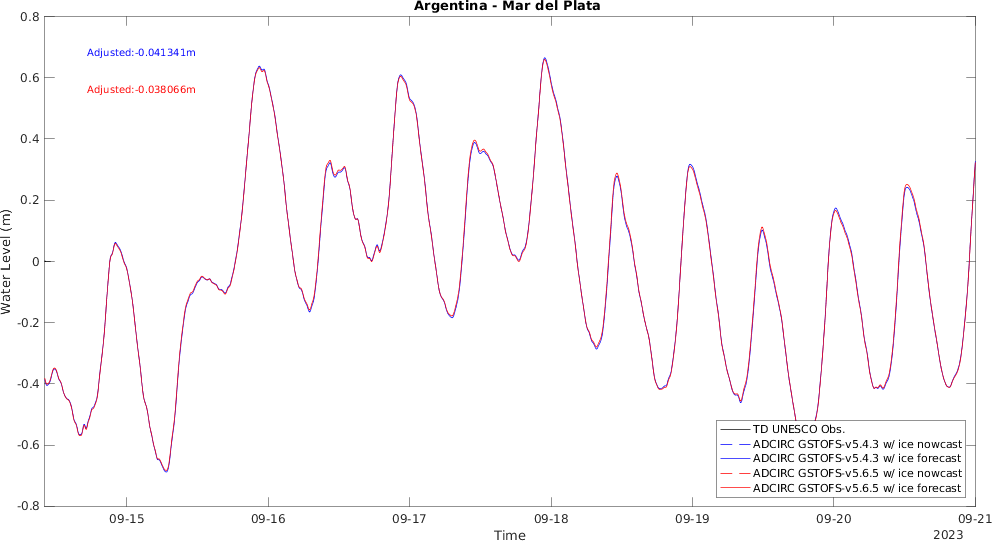 Argentina - Mar del Plata
Adjusted:-0.041341m
Adjusted:-0.038066m
0.8
0.6
0.4
0.2
0
-0.2
-0.4
-0.6
-0.8
Water Level (m)
TD UNESCO Obs.
ADCIRC GSTOFS-v5.4.3 w/ ice nowcast
ADCIRC GSTOFS-v5.4.3 w/ ice forecast
ADCIRC GSTOFS-v5.6.5 w/ ice nowcast
ADCIRC GSTOFS-v5.6.5 w/ ice forecast
09-15 09-16 09-17 09-18 09-19 09-20 09-21
Time
2023